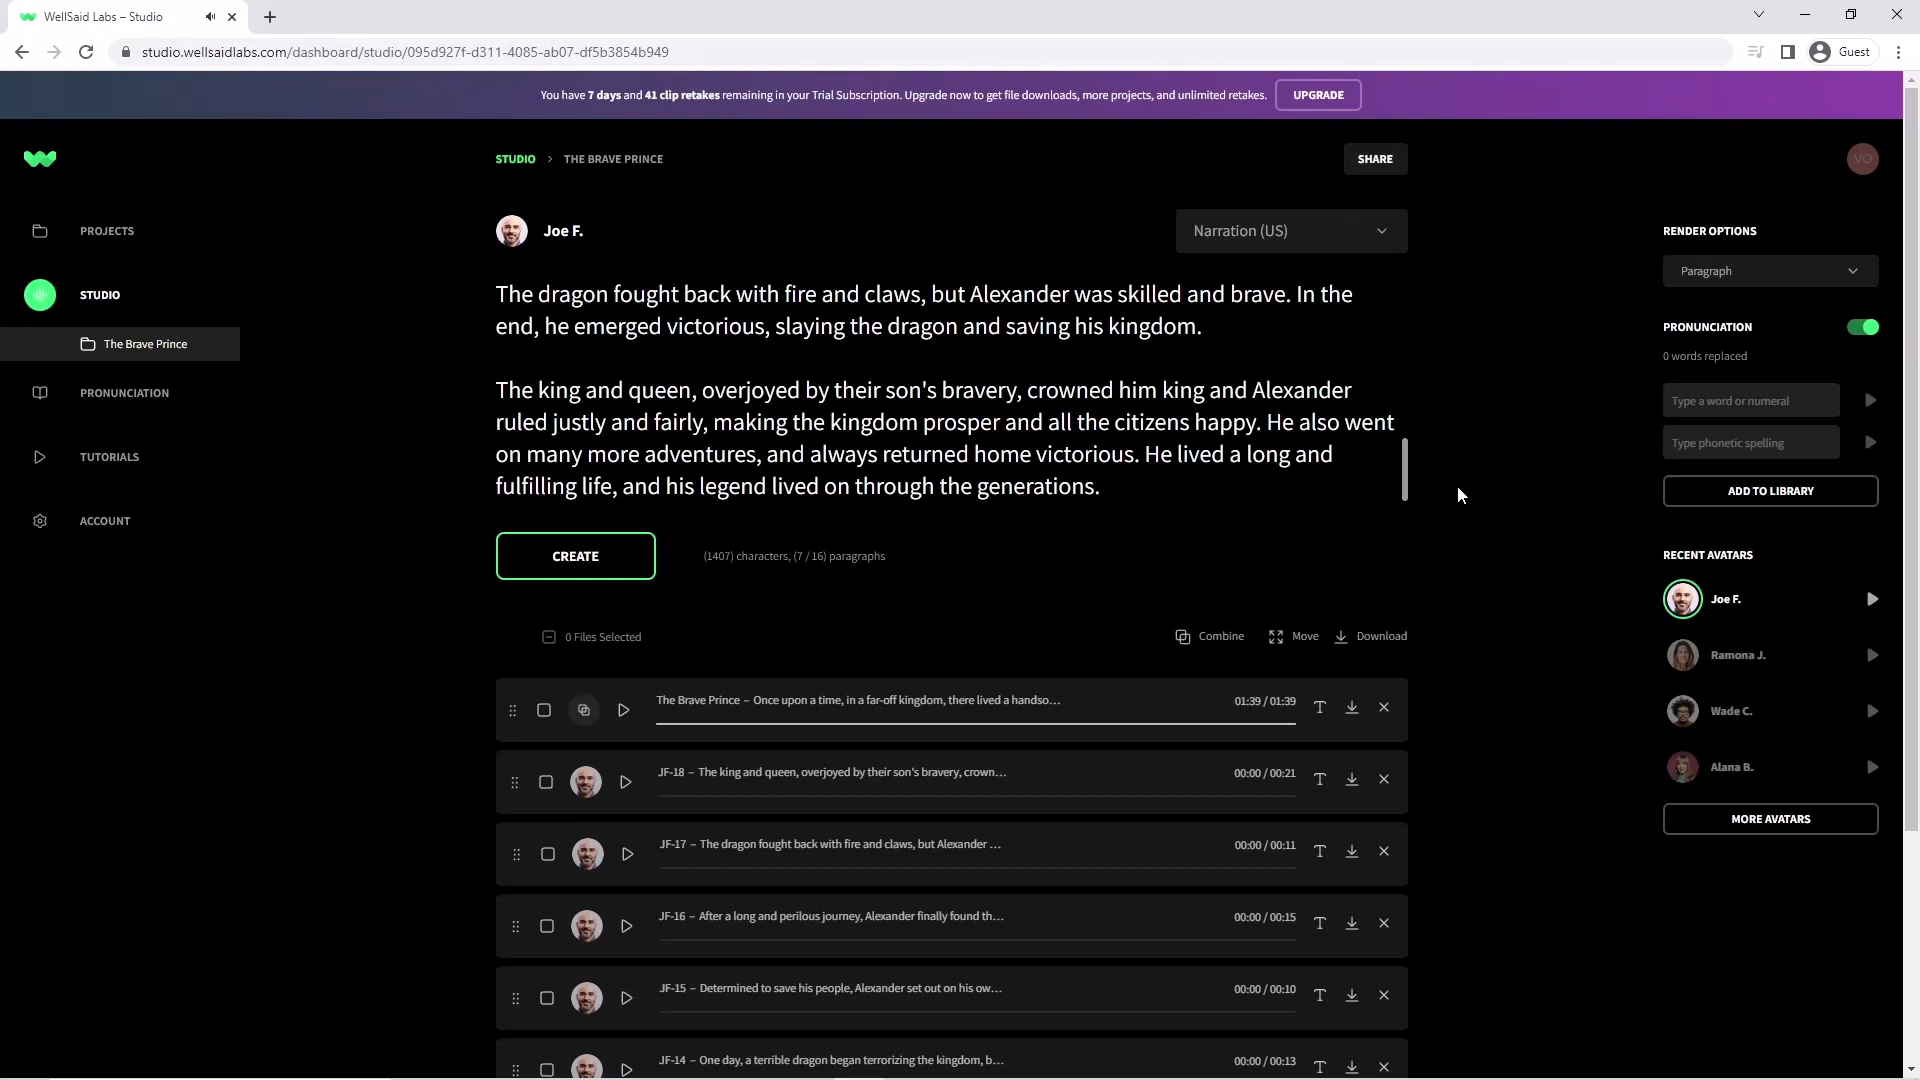 WellSaid Labs – Studio
studio.wellsaidlabs.com/dashboard/studio/095d927f-d311-4085-ab07-df5b3854b949
Guest
You have 7 days and 41 clip retakes remaining in your Trial Subscription. Upgrade now to get file downloads, more projects, and unlimited retakes.
UPGRADE
STUDIO > THE BRAVE PRINCE
SHARE
VO
PROJECTS
STUDIO
The Brave Prince
PRONUNCIATION
TUTORIALS
ACCOUNT
Joe F.
Narration (US)
The dragon fought back with fire and claws, but Alexander was skilled and brave. In the
end, he emerged victorious, slaying the dragon and saving his kingdom.
The king and queen, overjoyed by their son's bravery, crowned him king and Alexander
ruled justly and fairly, making the kingdom prosper and all the citizens happy. He also went
on many more adventures, and always returned home victorious. He lived a long and
fulfilling life, and his legend lived on through the generations.
CREATE
(1407) characters, (7 / 16) paragraphs
0 Files Selected
Combine
Move
Download
The Brave Prince – Once upon a time, in a far-off kingdom, there lived a handso...
01:39 / 01:39
JF-18 – The king and queen, overjoyed by their son's bravery, crown...
00:00 / 00:21
JF-17 – The dragon fought back with fire and claws, but Alexander ...
00:00 / 00:11
JF-16 – After a long and perilous journey, Alexander finally found th...
00:00 / 00:15
JF-15 – Determined to save his people, Alexander set out on his ow...
00:00 / 00:10
JF-14 – One day, a terrible dragon began terrorizing the kingdom, b...
00:00 / 00:13
RENDER OPTIONS
Paragraph
PRONUNCIATION
0 words replaced
Type a word or numeral
Type phonetic spelling
ADD TO LIBRARY
RECENT AVATARS
Joe F.
Ramona J.
Wade C.
Alana B.
MORE AVATARS